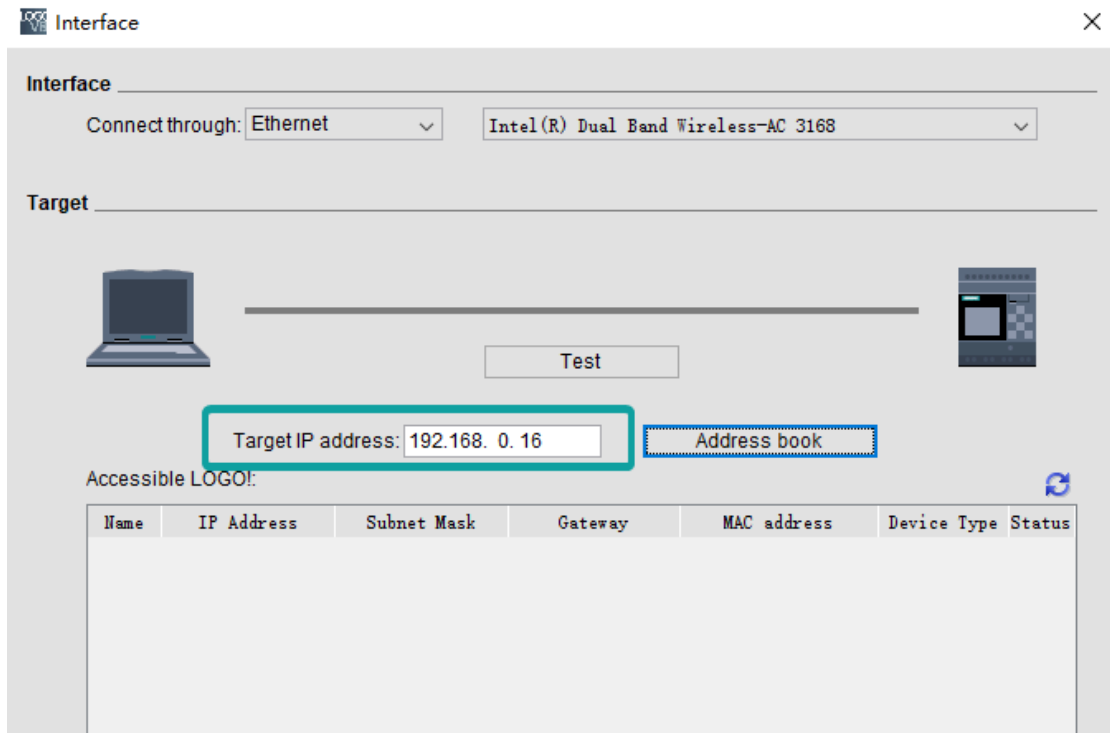 Interface
Interface
Connect through: Ethernet Intel(R) Dual Band Wireless-AC 3168
Target
Test
Target IP address: 192.168. 0. 16 Address book
Accessible LOGO!:
Name IP Address Subnet Mask Gateway MAC address Device Type Status